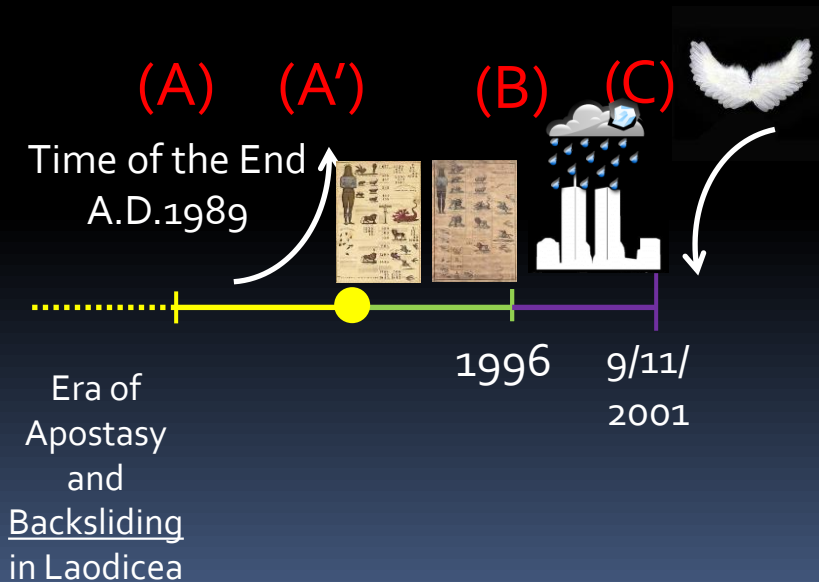 (A) (A') (B) (C)
Time of the End
A.D.1989
1996
9/11/
2001
Era of
Apostasy
and
Backsliding
in Laodicea